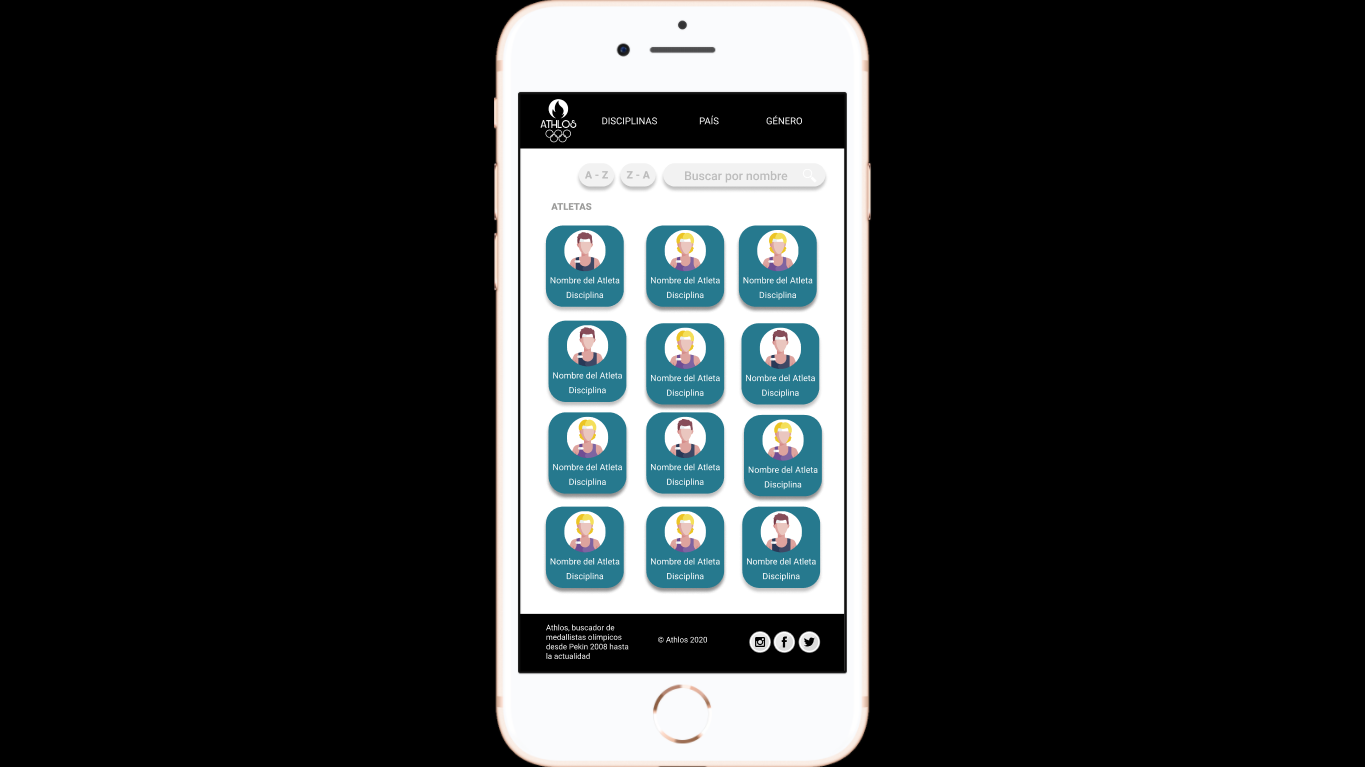 ATHLOS
DISCIPLINAS
PAÍS
GÉNERO
A - Z
Z - A
Buscar por nombre
ATLETAS
Nombre del Atleta
Disciplina
Nombre del Atleta
Disciplina
Nombre del Atleta
Disciplina
Nombre del Atleta
Disciplina
Nombre del Atleta
Disciplina
Nombre del Atleta
Disciplina
Nombre del Atleta
Disciplina
Nombre del Atleta
Disciplina
Nombre del Atleta
Disciplina
Nombre del Atleta
Disciplina
Nombre del Atleta
Disciplina
Nombre del Atleta
Disciplina
Athlos, buscador de
medallistas olímpicos
desde Pekin 2008 hasta
la actualidad
© Athlos 2020